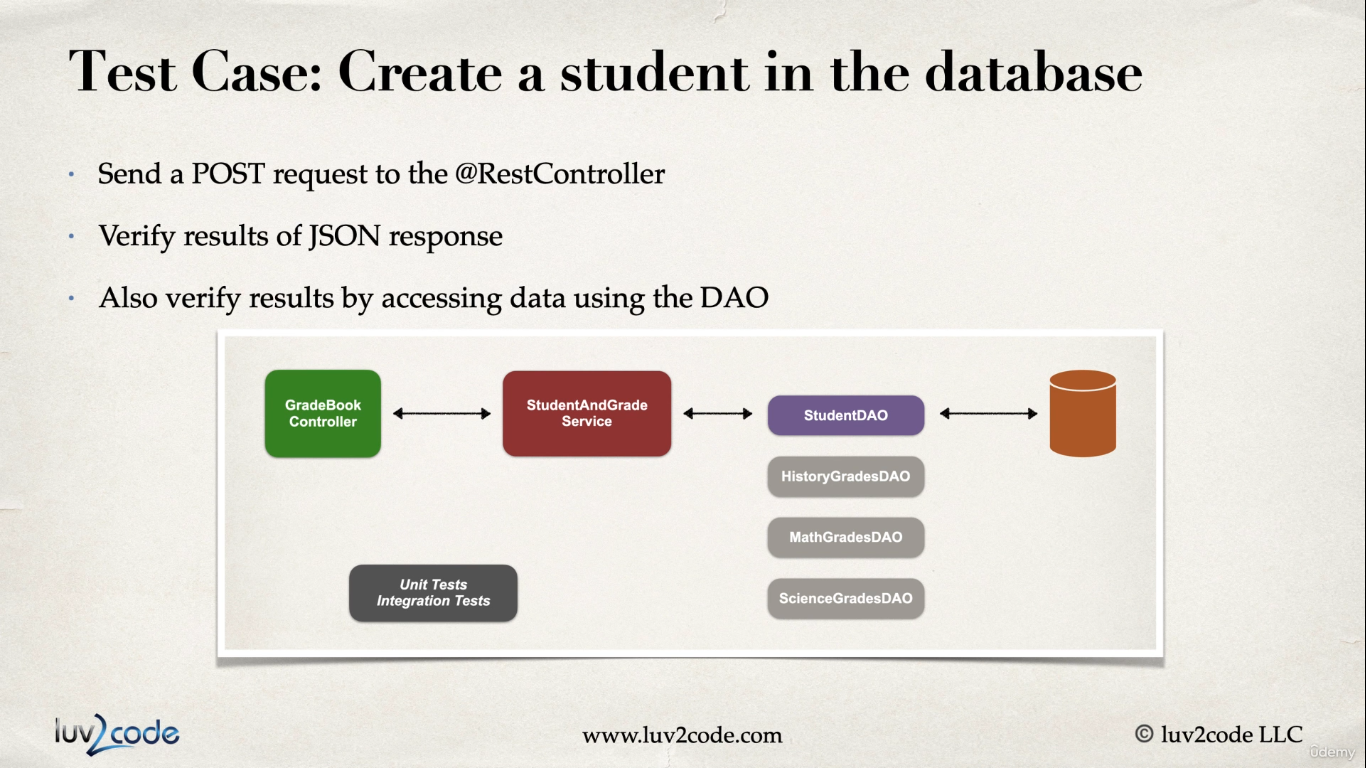 Test Case: Create a student in the database
• Send a POST request to the @RestController
• Verify results of JSON response
• Also verify results by accessing data using the DAO
GradeBook
Controller
StudentAndGrade
Service
StudentDAO
HistoryGradesDAO
MathGradesDAO
ScienceGradesDAO
Unit Tests
Integration Tests
luv2code
www.luv2code.com
© luv2code LLC
ûdemy